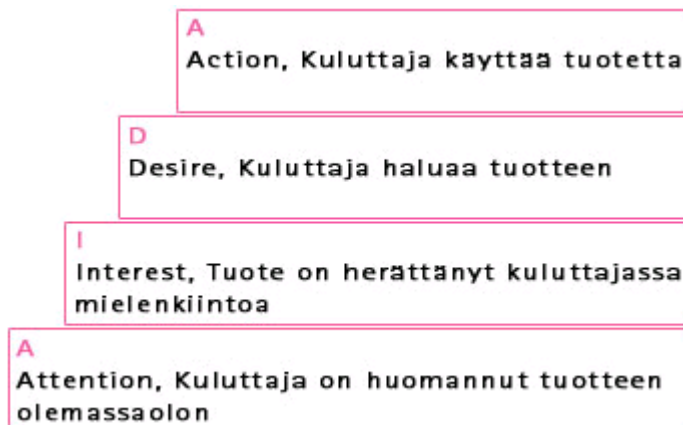 A
Action, Kuluttaja käyttää tuotetta
D
Desire, Kuluttaja haluaa tuotteen
I
Interest, Tuote on herättänyt kuluttajassa
mielenkiintoa
A
Attention, Kuluttaja on huomannut tuotteen
olemassaolon